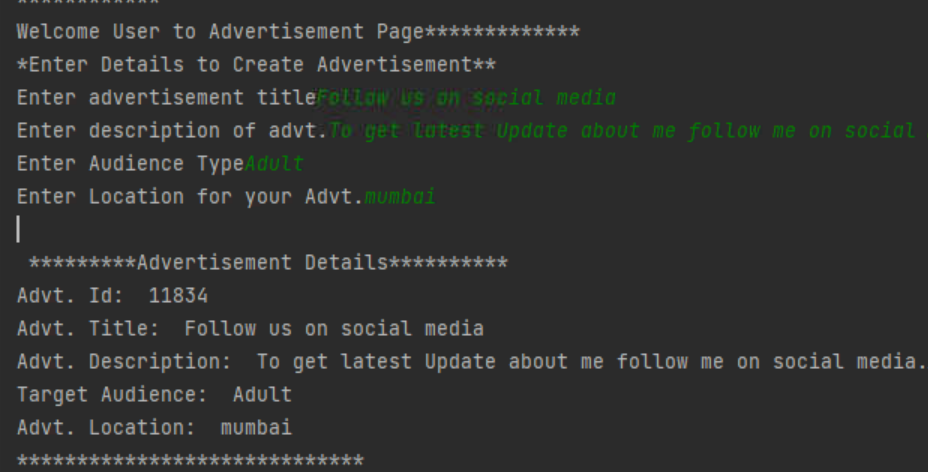 ************
Welcome User to Advertisement Page*************
*Enter Details to Create Advertisement**
Enter advertisement titleFollow us on social media
Enter description of advt.To get latest Update about me follow me on social
Enter Audience TypeAdult
Enter Location for your Advt.mumbai
*********Advertisement Details**********
Advt. Id:  11834
Advt. Title:  Follow us on social media
Advt. Description:  To get latest Update about me follow me on social media.
Target Audience:  Adult
Advt. Location:  mumbai
*****************************